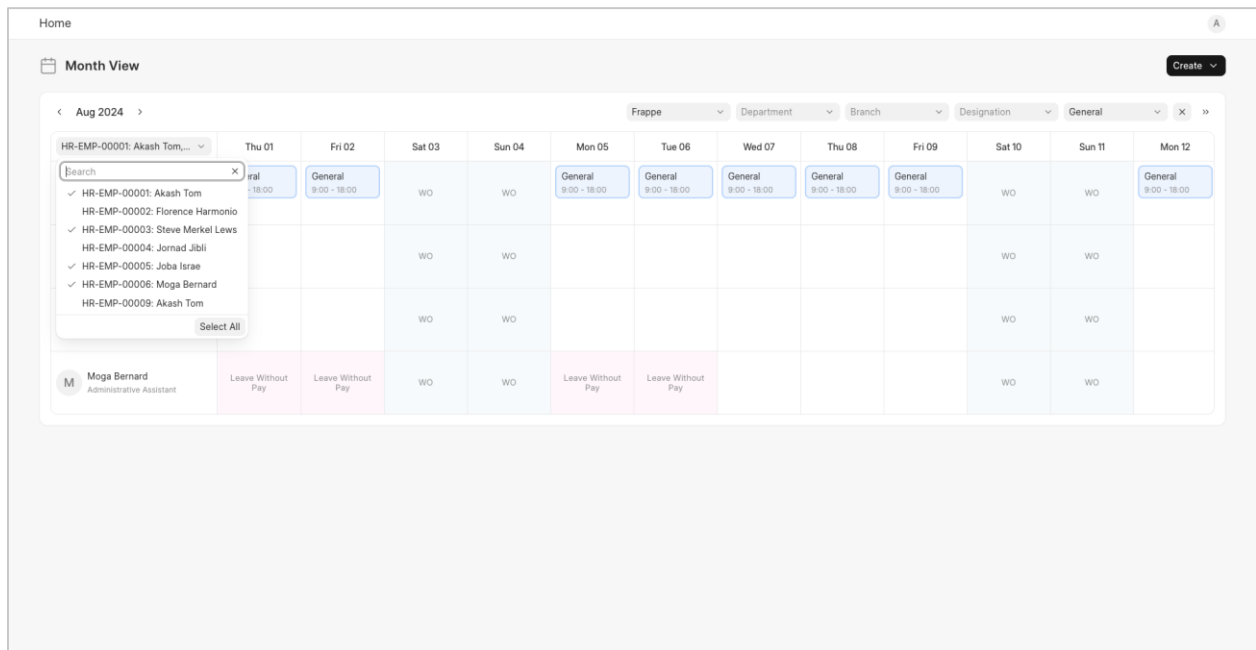 Home
A
Month View
Create
Aug 2024
Frappe
Department
Branch
Designation
General
HR-EMP-00001: Akash Tom,...
Thu 01
Fri 02
Sat 03
Sun 04
Mon 05
Tue 06
Wed 07
Thu 08
Fri 09
Sat 10
Sun 11
Mon 12
Search
HR-EMP-00001: Akash Tom
HR-EMP-00002: Florence Harmonio
HR-EMP-00003: Steve Merkel Lews
HR-EMP-00004: Jornad Jibli
HR-EMP-00005: Joba Israe
HR-EMP-00006: Moga Bernard
HR-EMP-00009: Akash Tom
Select All
eral
- 18:00
General
9:00 - 18:00
WO
WO
General
9:00 - 18:00
General
9:00 - 18:00
General
9:00 - 18:00
General
9:00 - 18:00
General
9:00 - 18:00
WO
WO
General
9:00 - 18:00
WO
WO
WO
WO
WO
WO
WO
WO
M
Moga Bernard
Administrative Assistant
Leave Without
Pay
Leave Without
Pay
WO
WO
Leave Without
Pay
Leave Without
Pay
WO
WO